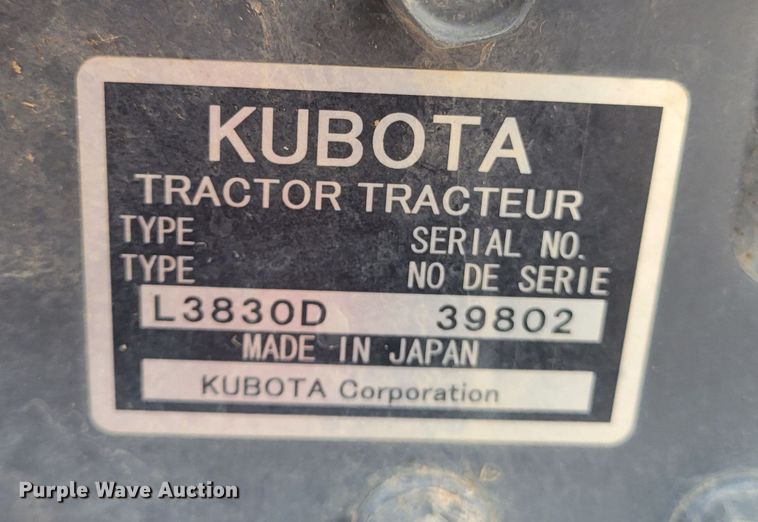 KUBOTA
TRACTOR TRACTEUR
TYPE SERIAL NO.
TYPE NO DE SERIE
L3830D 39802
MADE IN JAPAN
KUBOTA Corporation
Purple Wave Auction